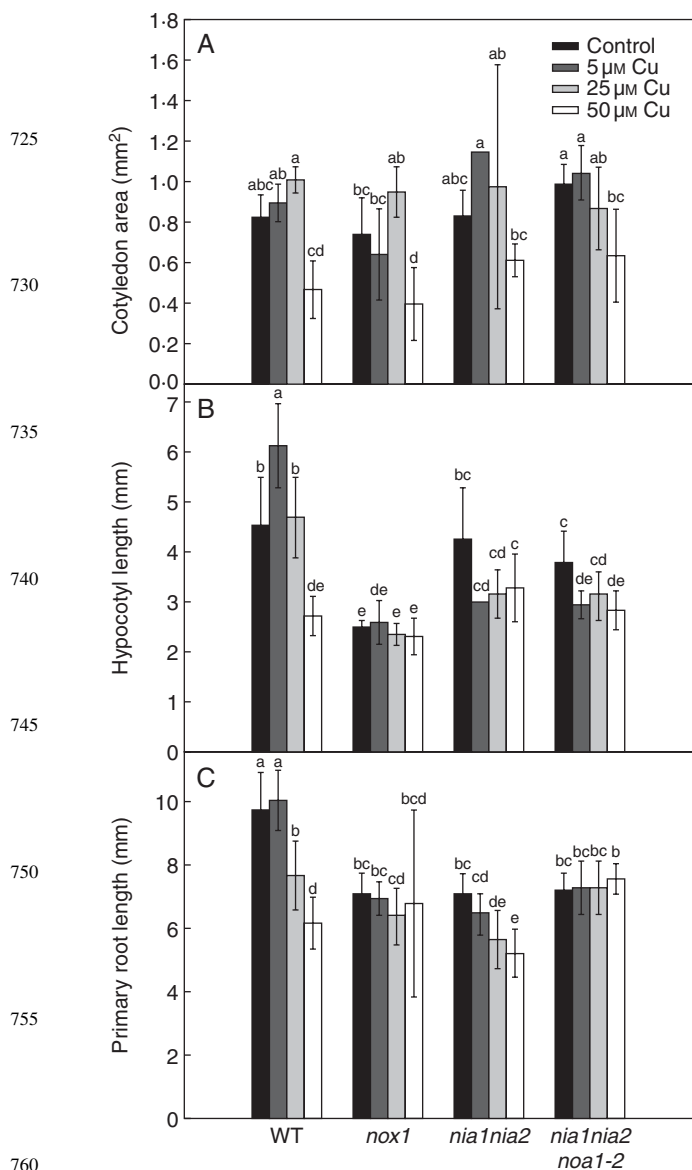 A
Control
5 µM Cu
25 µM Cu
50 µM Cu
Cotyledon area (mm2)
1·8
1·6
1·4
1·2
1·0
0·8
0·6
0·4
0·2
0·0
abc ab a cd
bc bc ab d
abc a ab bc
a a ab bc
B
Hypocotyl length (mm)
7
6
5
4
3
2
1
0
b a b de
e de e e
bc cd cd c
c de cd de
C
Primary root length (mm)
10
8
6
4
2
0
a a b d
bc bc cd bcd
bc cd de e
bc bc bc b
WT nox1 nia1nia2 nia1nia2
noa1-2
725
730
735
740
745
750
755
760